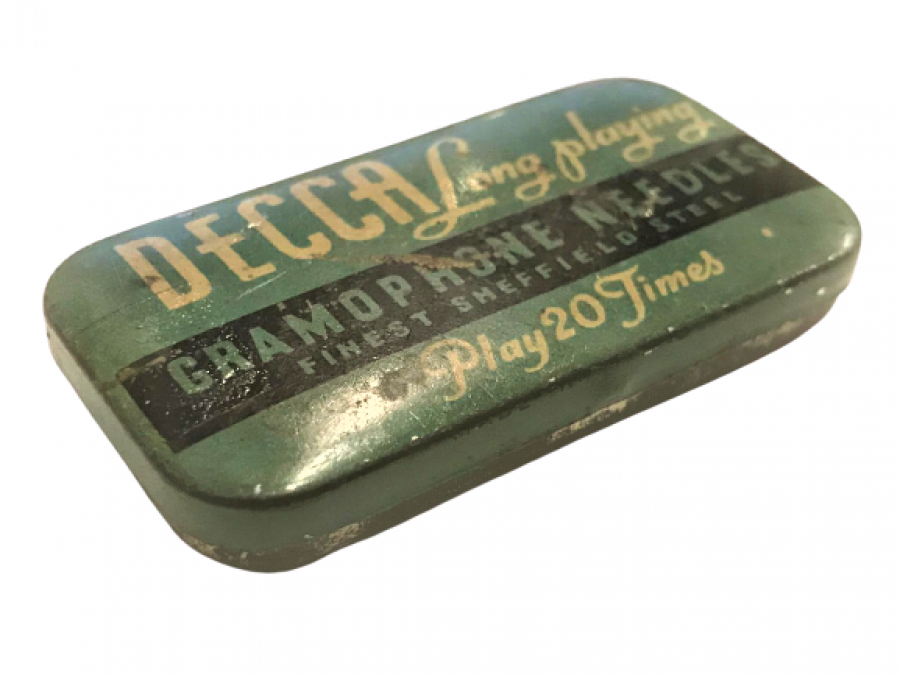 DECCA Long playing
GRAMOPHONE NEEDLES
FINEST SHEFFIELD STEEL
Play 20 Times